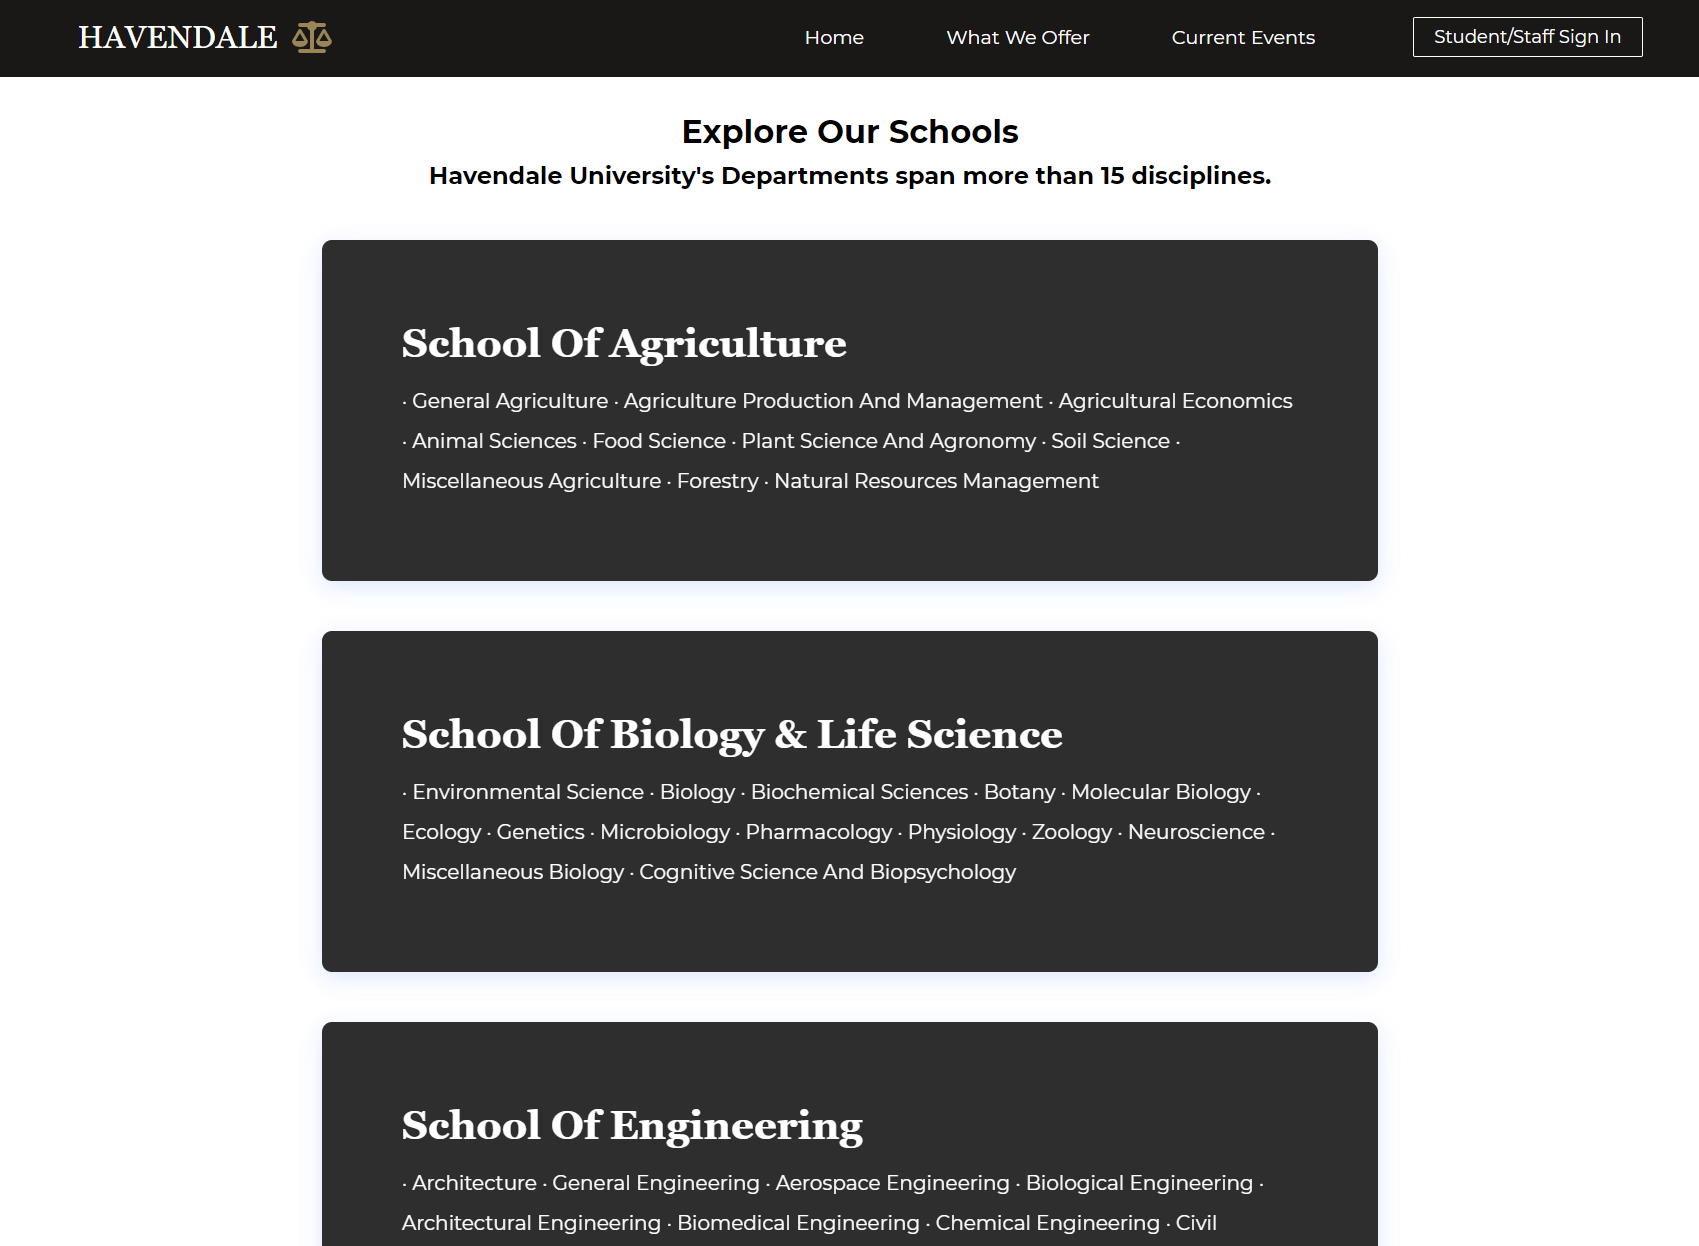 HAVENDALE
Home
What We Offer
Current Events
Student/Staff Sign In
Explore Our Schools
Havendale University's Departments span more than 15 disciplines.
School Of Agriculture
· General Agriculture · Agriculture Production And Management · Agricultural Economics
· Animal Sciences · Food Science · Plant Science And Agronomy · Soil Science ·
Miscellaneous Agriculture · Forestry · Natural Resources Management
School Of Biology & Life Science
· Environmental Science · Biology · Biochemical Sciences · Botany · Molecular Biology ·
Ecology · Genetics · Microbiology · Pharmacology · Physiology · Zoology · Neuroscience ·
Miscellaneous Biology · Cognitive Science And Biopsychology
School Of Engineering
· Architecture · General Engineering · Aerospace Engineering · Biological Engineering ·
Architectural Engineering · Biomedical Engineering · Chemical Engineering · Civil